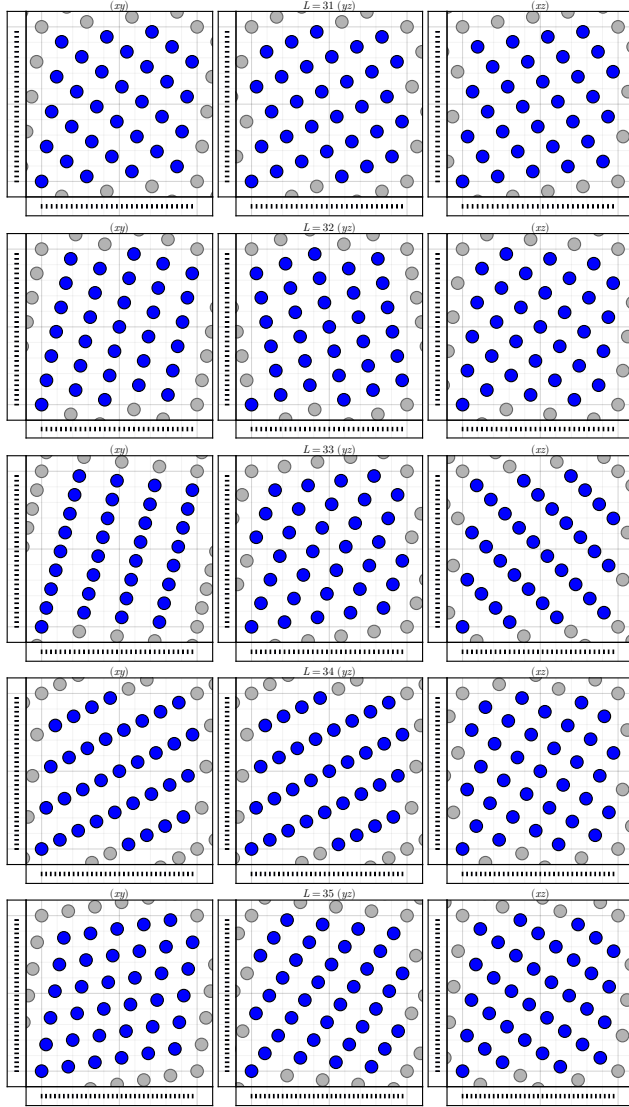 (xy) L = 31 (yz) (xz)
(xy) L = 32 (yz) (xz)
(xy) L = 33 (yz) (xz)
(xy) L = 34 (yz) (xz)
(xy) L = 35 (yz) (xz)